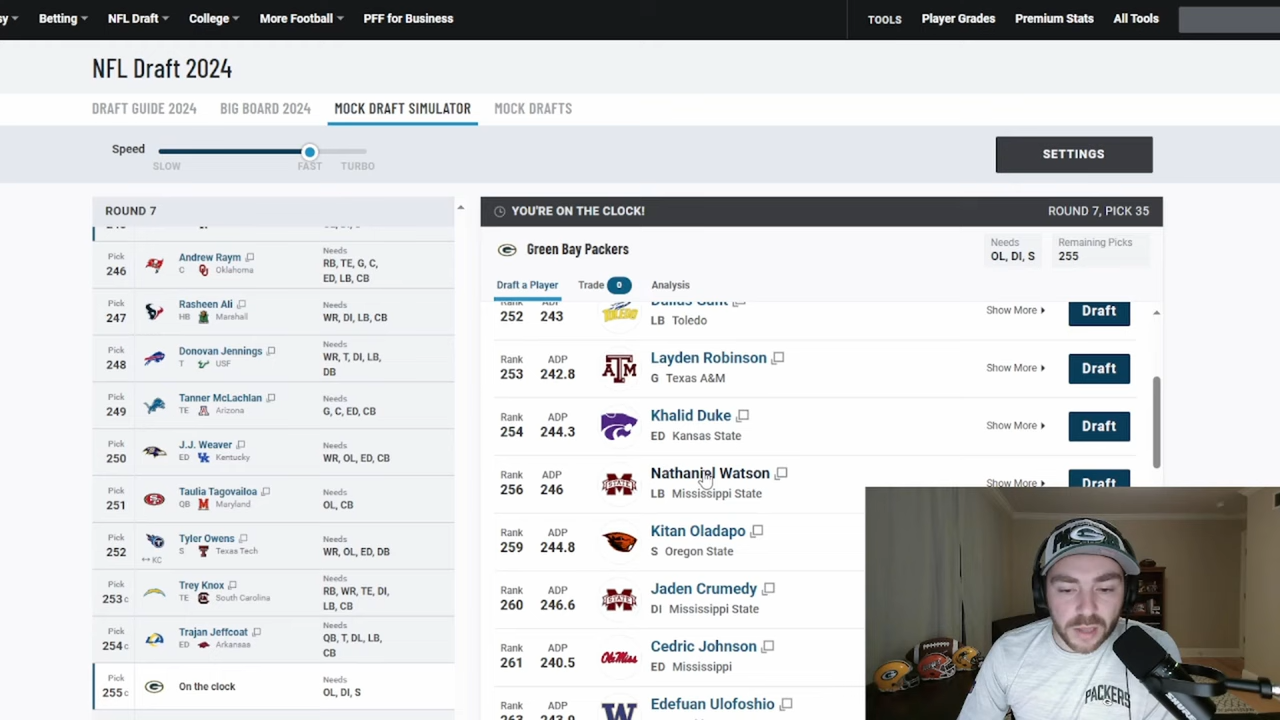 sy
Betting
NFL Draft
College
More Football
PFF for Business
TOOLS
Player Grades
Premium Stats
All Tools
NFL Draft 2024
DRAFT GUIDE 2024
BIG BOARD 2024
MOCK DRAFT SIMULATOR
MOCK DRAFTS
Speed
SLOW
FAST
TURBO
SETTINGS
ROUND 7
Pick
246
Andrew Raym
C Oklahoma
Needs
RB, TE, G, C,
ED, LB, CB
Pick
247
Rasheen Ali
HB Marshall
Needs
WR, DI, LB, CB
Pick
248
Donovan Jennings
T USF
Needs
WR, T, DI, LB,
DB
Pick
249
Tanner McLachlan
TE Arizona
Needs
G, C, ED, CB
Pick
250
J.J. Weaver
ED Kentucky
Needs
WR, OL, ED, CB
Pick
251
Taulia Tagovailoa
QB Maryland
Needs
OL, CB
Pick
252
Tyler Owens
S Texas Tech
↔ KC
Needs
WR, OL, ED, DB
Pick
253 c
Trey Knox
TE South Carolina
Needs
RB, WR, TE, DI,
LB, CB
Pick
254 c
Trajan Jeffcoat
ED Arkansas
Needs
QB, T, DL, LB,
CB
Pick
255 c
On the clock
Needs
OL, DI, S
YOU'RE ON THE CLOCK!
ROUND 7, PICK 35
Green Bay Packers
Needs
OL, DI, S
Remaining Picks
255
Draft a Player
Trade 0
Analysis
Rank
252
ADP
243
LB Toledo
Show More
Draft
Rank
253
ADP
242.8
Layden Robinson
G Texas A&M
Show More
Draft
Rank
254
ADP
244.3
Khalid Duke
ED Kansas State
Show More
Draft
Rank
256
ADP
246
Nathaniel Watson
LB Mississippi State
Show More
Draft
Rank
259
ADP
244.8
Kitan Oladapo
S Oregon State
Rank
260
ADP
246.6
Jaden Crumedy
DI Mississippi State
Rank
261
ADP
240.5
Cedric Johnson
ED Mississippi
Rank
ADP
Edefuan Ulofoshio
PACKERS